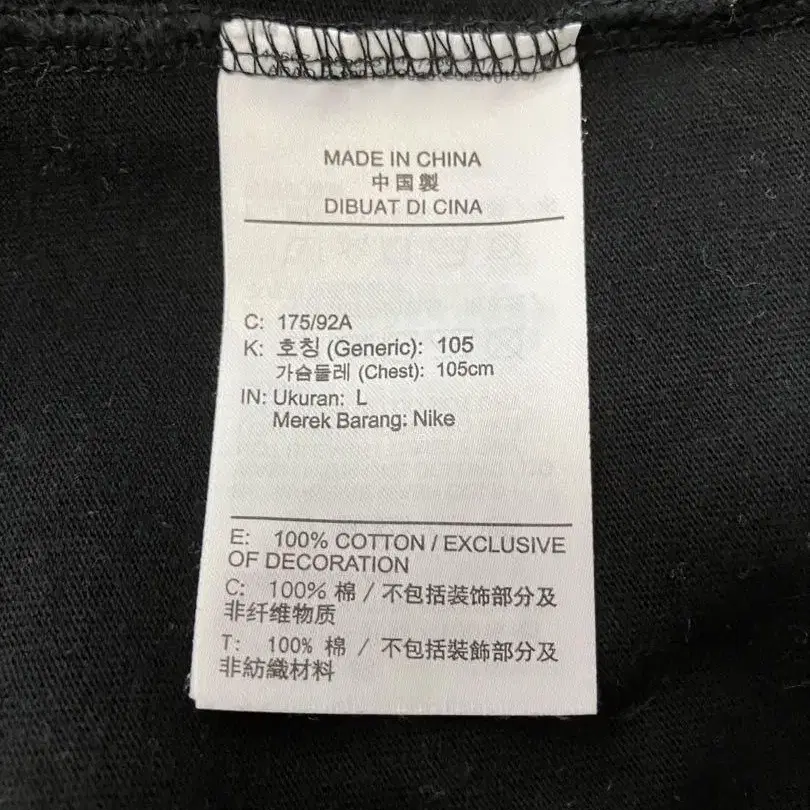 MADE IN CHINA
中国製
DIBUAT DI CINA
C: 175/92A
K: 호칭 (Generic): 105
가슴둘레 (Chest): 105cm
IN: Ukuran: L
Merek Barang: Nike
E: 100% COTTON / EXCLUSIVE
OF DECORATION
C: 100% 棉 / 不包括装饰部分及
非纤维物质
T: 100% 棉 / 不包括裝飾部分及
非紡織材料